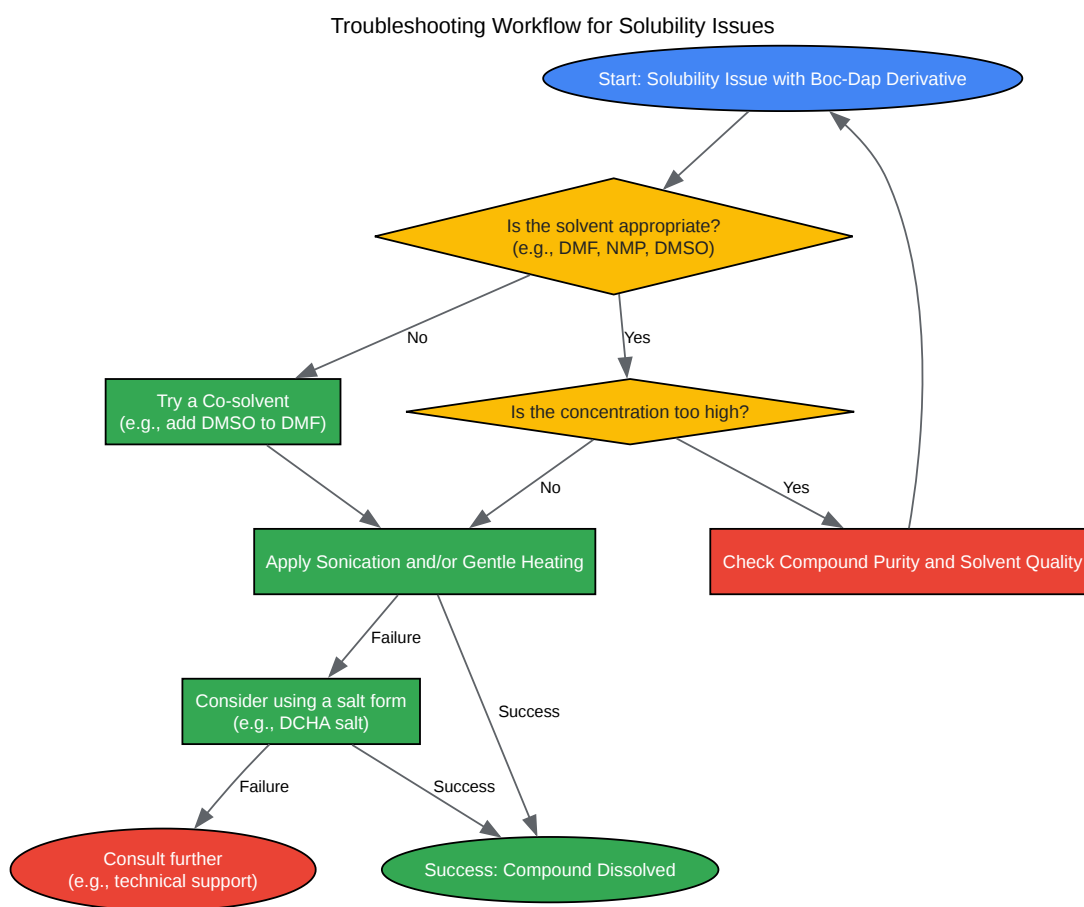 Troubleshooting Workflow for Solubility Issues
Start: Solubility Issue with Boc-Dap Derivative
Is the solvent appropriate?
(e.g., DMF, NMP, DMSO)
No
Yes
Try a Co-solvent
(e.g., add DMSO to DMF)
Is the concentration too high?
No
Yes
Apply Sonication and/or Gentle Heating
Check Compound Purity and Solvent Quality
Failure
Consider using a salt form
(e.g., DCHA salt)
Success
Failure
Success
Consult further
(e.g., technical support)
Success: Compound Dissolved